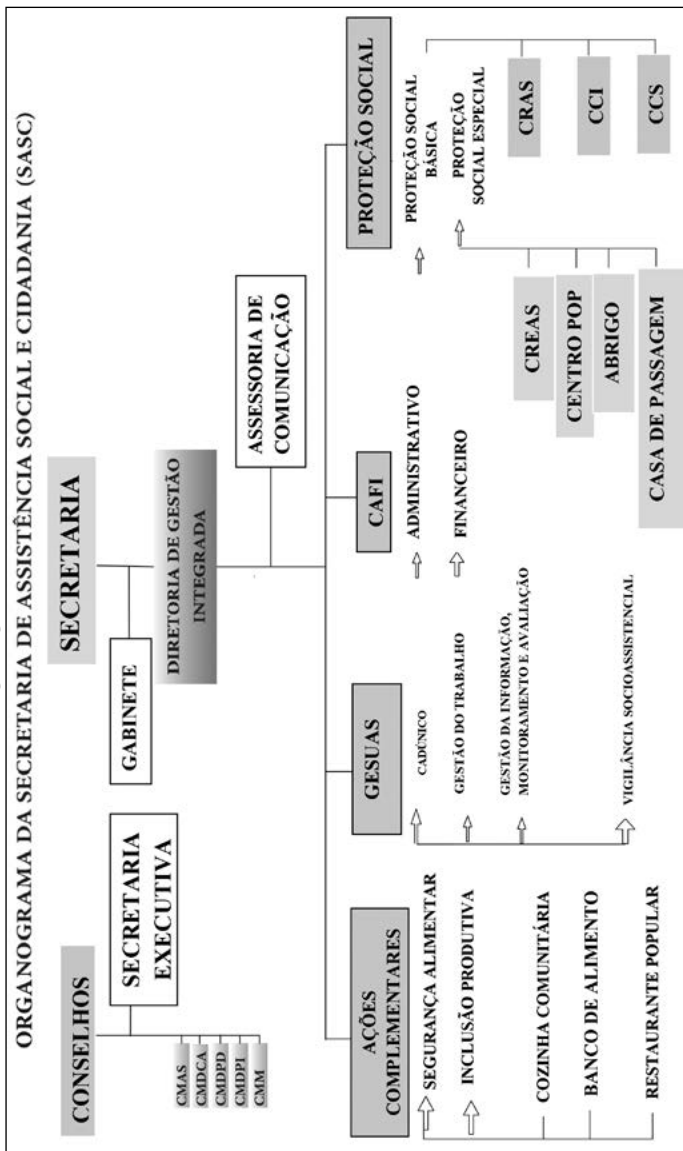 ORGANOGRAMA DA SECRETARIA DE ASSISTÊNCIA SOCIAL E CIDADANIA (SASC)
CONSELHOS
SECRETARIA
EXECUTIVA
CMAS
CMDCA
CMDPD
CMDPI
CMM
SECRETARIA
GABINETE
DIRETORIA DE GESTÃO
INTEGRADA
ASSESSORIA DE
COMUNICAÇÃO
AÇÕES
COMPLEMENTARES
SEGURANÇA ALIMENTAR
INCLUSÃO PRODUTIVA
COZINHA COMUNITÁRIA
BANCO DE ALIMENTO
RESTAURANTE POPULAR
GESUAS
CADÚNICO
GESTÃO DO TRABALHO
GESTÃO DA INFORMAÇÃO,
MONITORAMENTO E AVALIAÇÃO
VIGILÂNCIA SOCIOASSISTENCIAL
CAFI
ADMINISTRATIVO
FINANCEIRO
PROTEÇÃO SOCIAL
PROTEÇÃO SOCIAL
BÁSICA
PROTEÇÃO
SOCIAL ESPECIAL
CREAS
CENTRO POP
ABRIGO
CASA DE PASSAGEM
CRAS
CCI
CCS